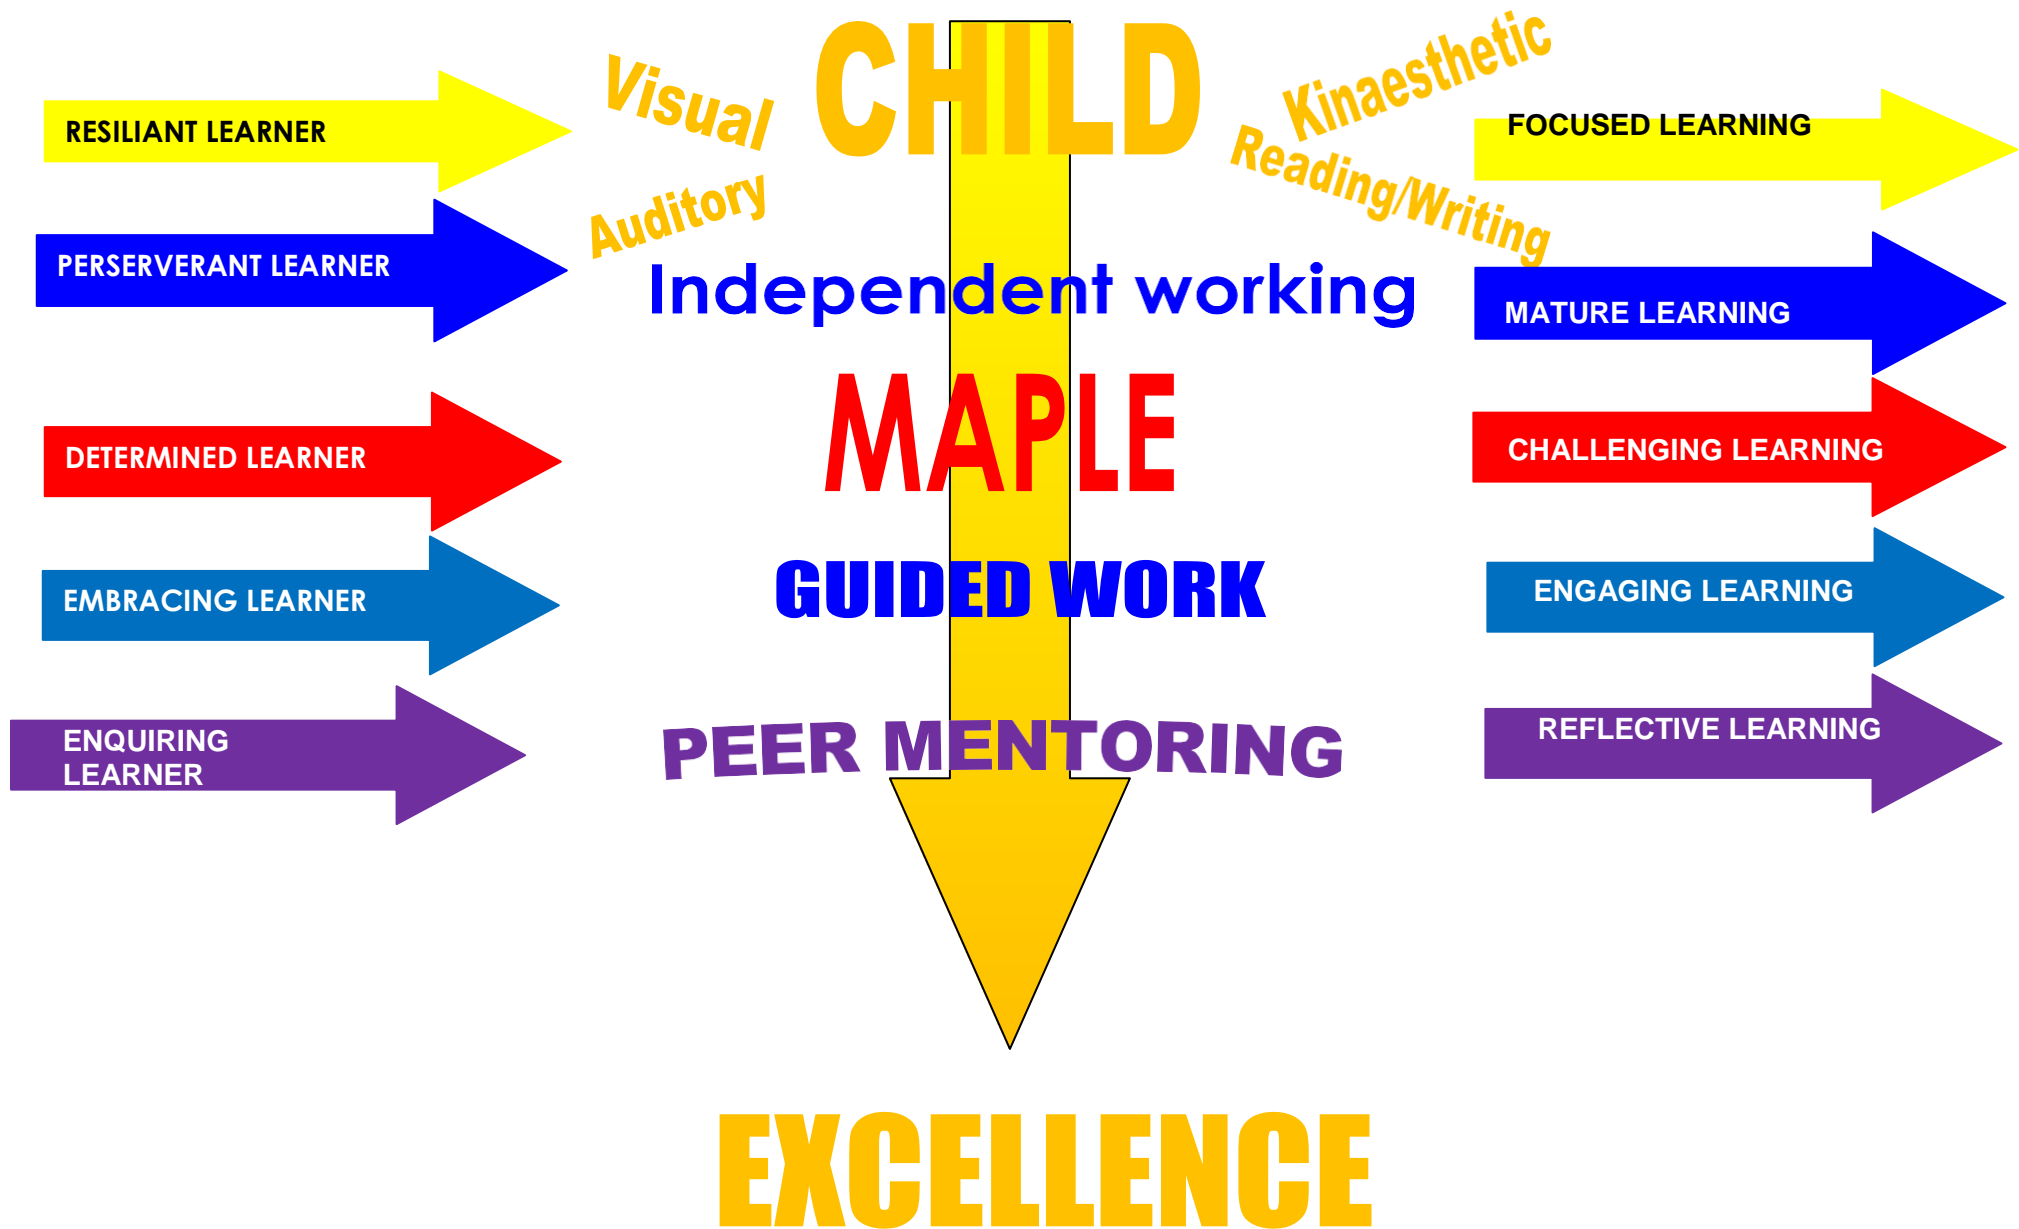 CHILD
Visual
Kinaesthetic
Auditory
Reading/Writing
RESILIANT LEARNER
FOCUSED LEARNING
PERSERVERANT LEARNER
Independent working
MATURE LEARNING
DETERMINED LEARNER
MAPLE
CHALLENGING LEARNING
EMBRACING LEARNER
GUIDED WORK
ENGAGING LEARNING
ENQUIRING
LEARNER
PEER MENTORING
REFLECTIVE LEARNING
EXCELLENCE